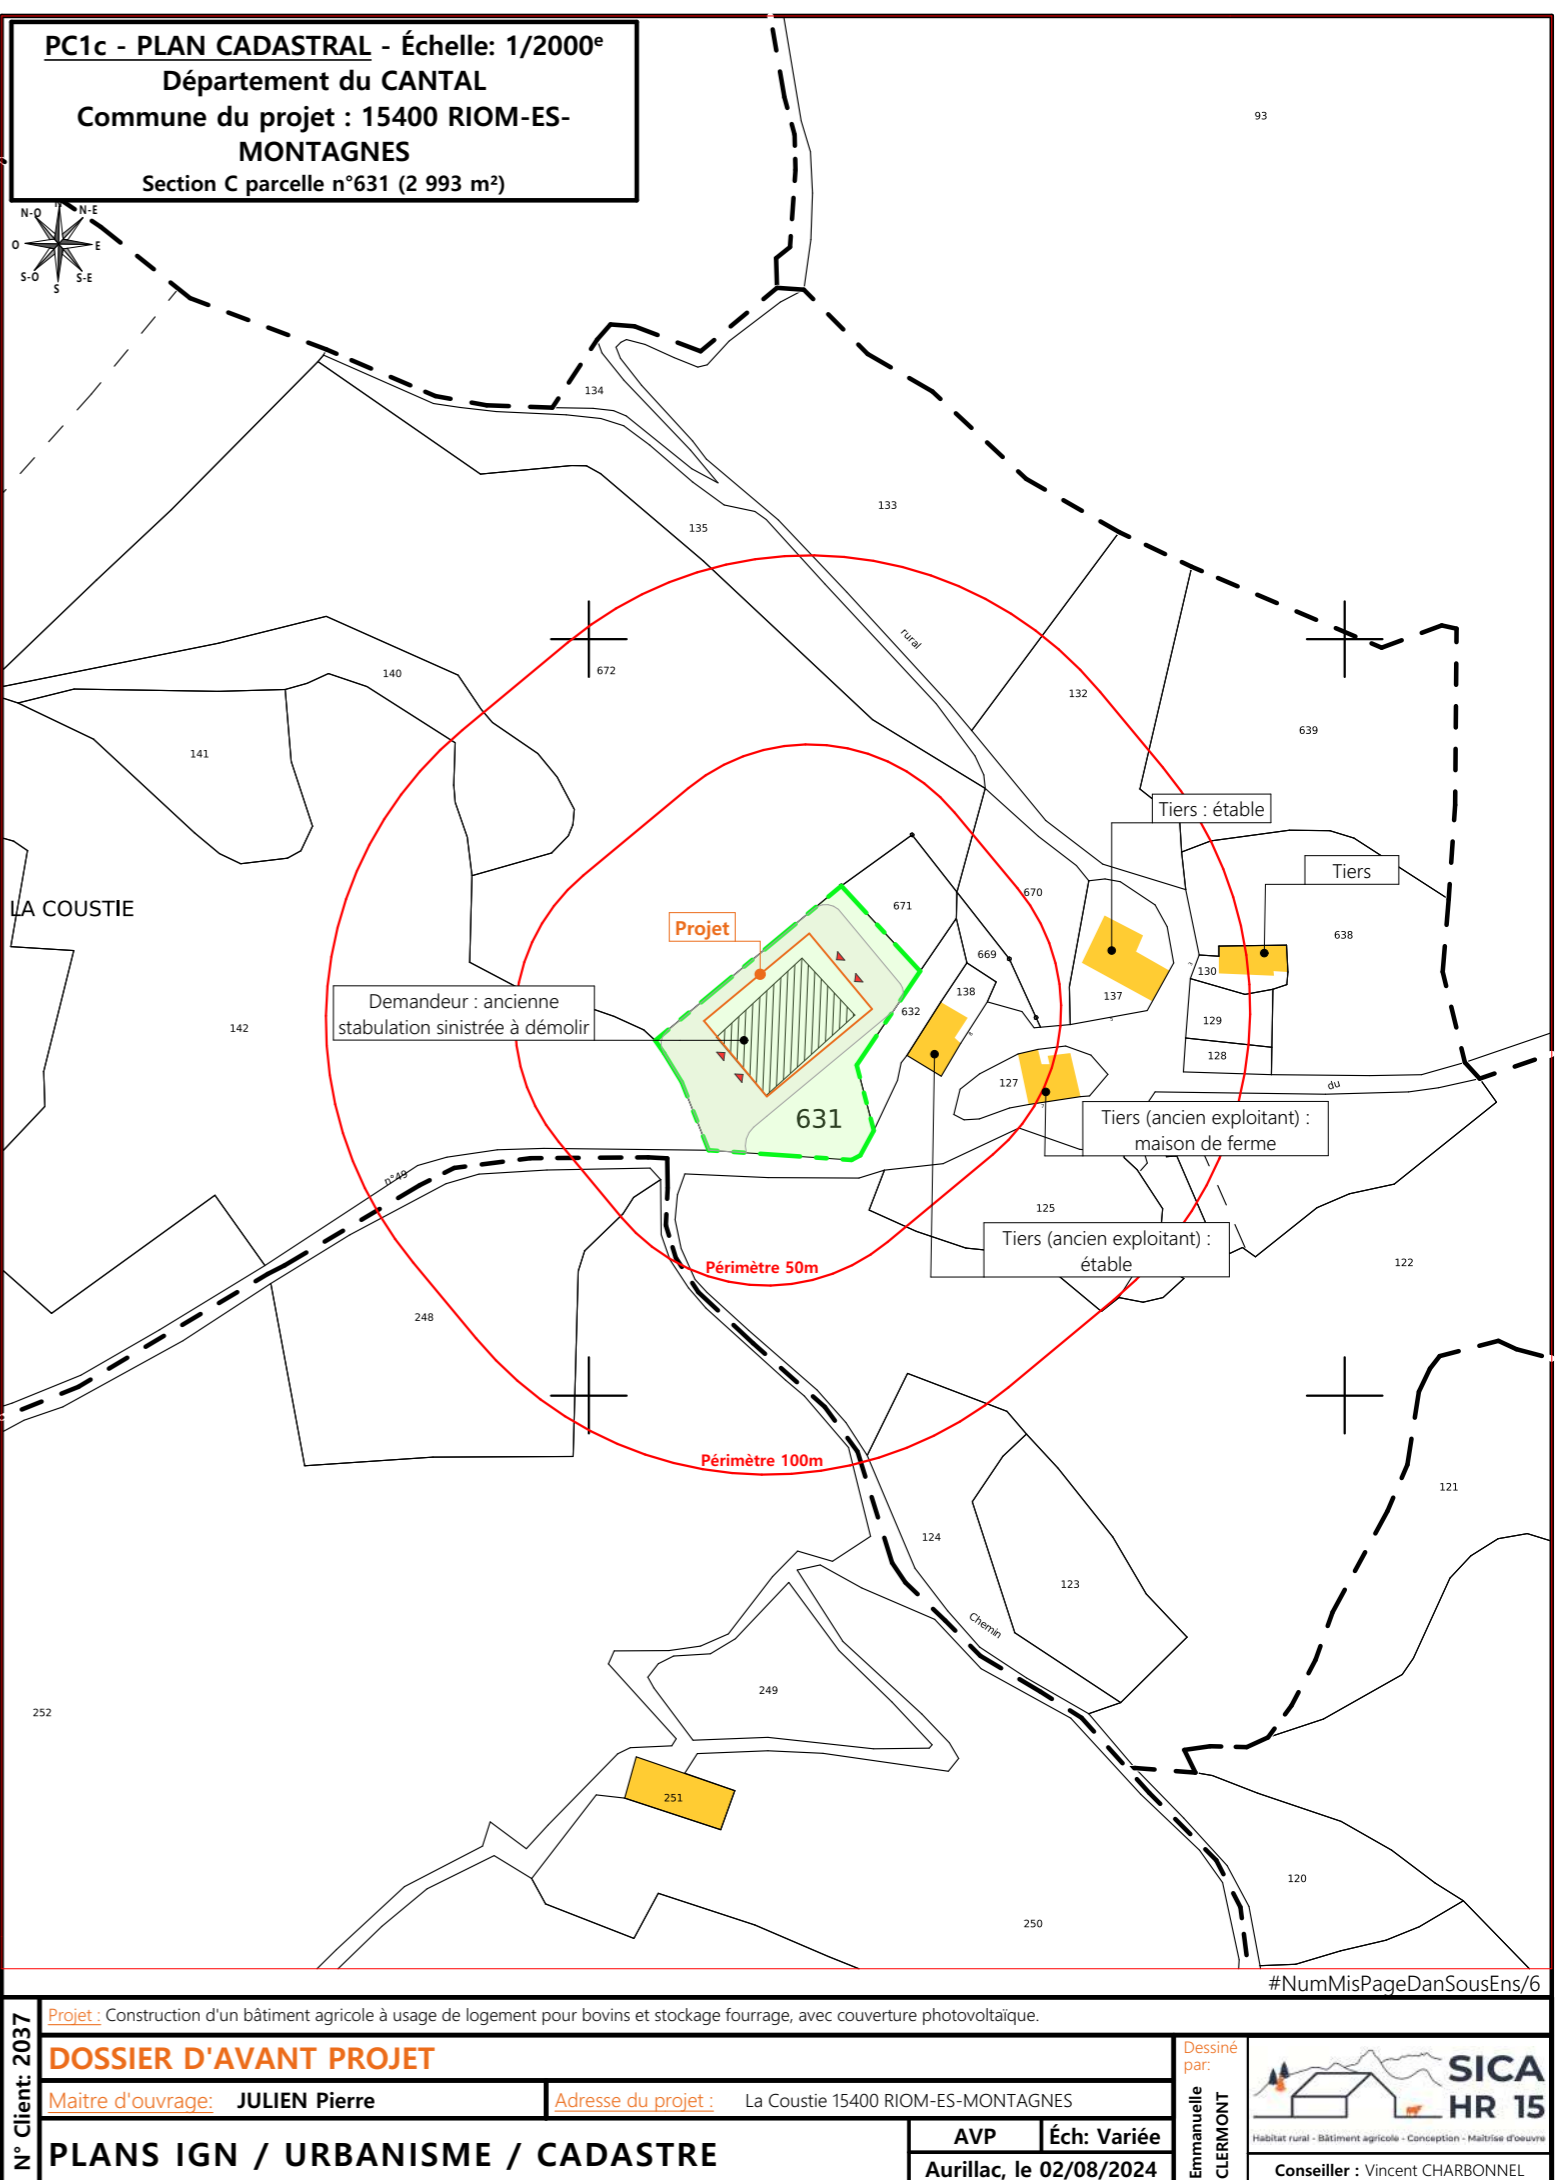 PC1c - PLAN CADASTRAL - Échelle: 1/2000e
Département du CANTAL
Commune du projet : 15400 RIOM-ES-
MONTAGNES
Section C parcelle n°631 (2 993 m²)
N-O
N-E
O
E
S-O
S-E
S
93
134
133
135
rural
672
140
132
141
639
Tiers : étable
Tiers
LA COUSTIE
670
671
Projet
638
669
130
138
137
Demandeur : ancienne
stabulation sinistrée à démolir
632
142
129
128
127
du
631
Tiers (ancien exploitant) :
maison de ferme
n°49
125
Tiers (ancien exploitant) :
étable
122
Périmètre 50m
248
Périmètre 100m
121
124
123
Chemin
249
252
251
120
250
#NumMisPageDanSousEns/6
N° Client: 2037
Projet : Construction d'un bâtiment agricole à usage de logement pour bovins et stockage fourrage, avec couverture photovoltaïque.
DOSSIER D'AVANT PROJET
Maitre d'ouvrage: JULIEN Pierre
Adresse du projet : La Coustie 15400 RIOM-ES-MONTAGNES
PLANS IGN / URBANISME / CADASTRE
AVP
Éch: Variée
Aurillac, le 02/08/2024
Dessiné
par:
Emmanuelle
CLERMONT
SICA
HR 15
Habitat rural - Bâtiment agricole - Conception - Maîtrise d'oeuvre
Conseiller : Vincent CHARBONNEL